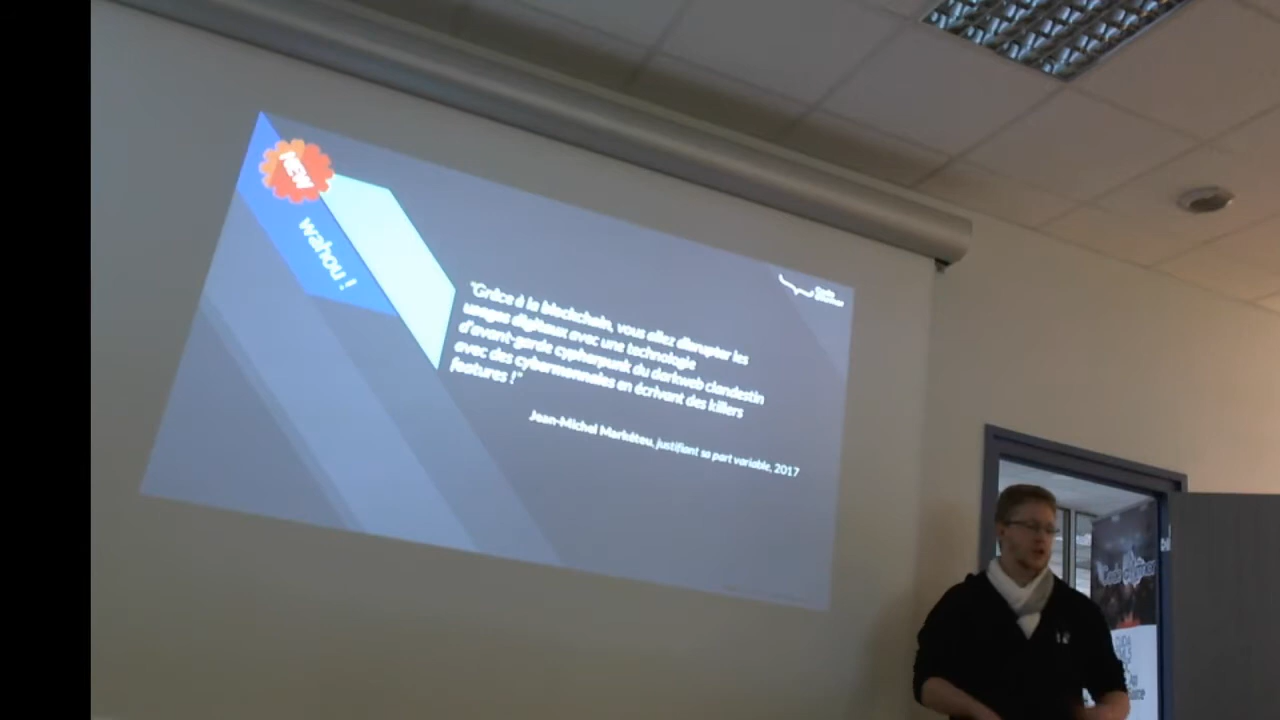 NEW
wahou !
"Grâce à la blockchain, vous allez disrupter les
usages digitaux avec une technologie
d'avant-garde cypherpunk du darkweb clandestin
avec des cybermonnaies en écrivant des killers
features !"
Jean-Michel Marketeu, justifiant sa part variable, 2017